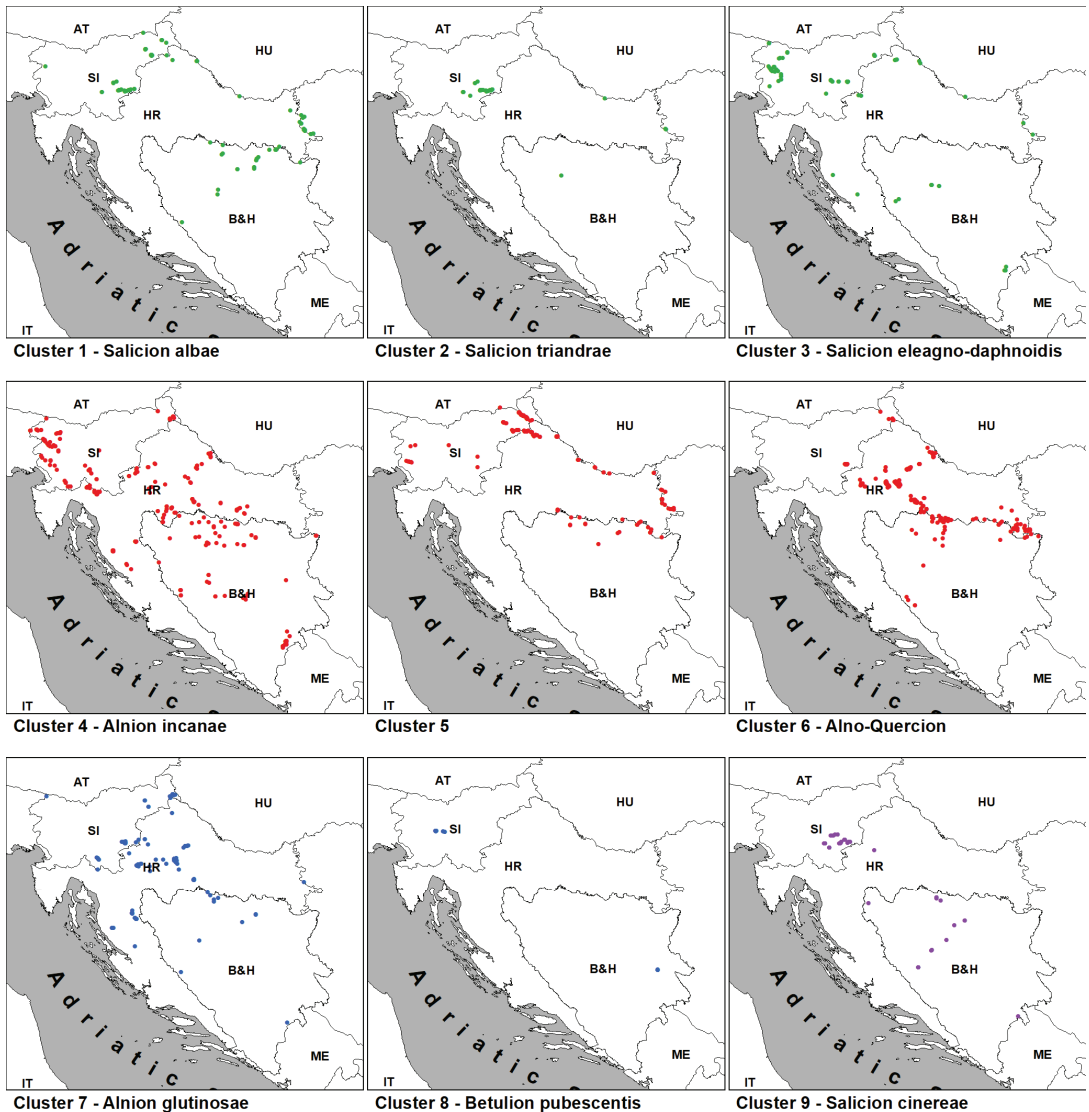 AT
HU
SI
HR
B&H
Adriatic
ME
IT
Cluster 1 - Salicion albae
AT
HU
SI
HR
B&H
Adriatic
ME
IT
Cluster 2 - Salicion triandrae
AT
HU
SI
HR
B&H
Adriatic
ME
IT
Cluster 3 - Salicion eleagno-daphnoidis
AT
HU
SI
HR
B&H
Adriatic
ME
IT
Cluster 4 - Alnion incanae
AT
HU
SI
HR
B&H
Adriatic
ME
IT
Cluster 5
AT
HU
SI
HR
B&H
Adriatic
ME
IT
Cluster 6 - Alno-Quercion
AT
HU
SI
HR
B&H
Adriatic
ME
IT
Cluster 7 - Alnion glutinosae
AT
HU
SI
HR
B&H
Adriatic
ME
IT
Cluster 8 - Betulion pubescentis
AT
HU
SI
HR
B&H
Adriatic
ME
IT
Cluster 9 - Salicion cinereae